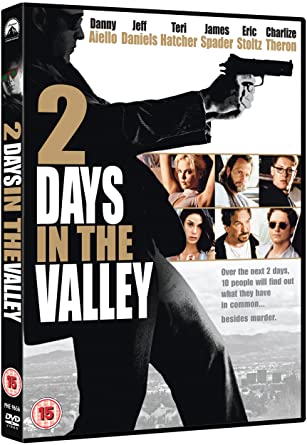 Danny Jeff Teri James Eric Charlize
Aiello Daniels Hatcher Spader Stoltz Theron
2
DAYS
IN THE
VALLEY
Over the next 2 days,
10 people will find out
what they have
in common...
besides murder.
15
2 DAYS IN THE VALLEY
15
PHE 9656
DVD